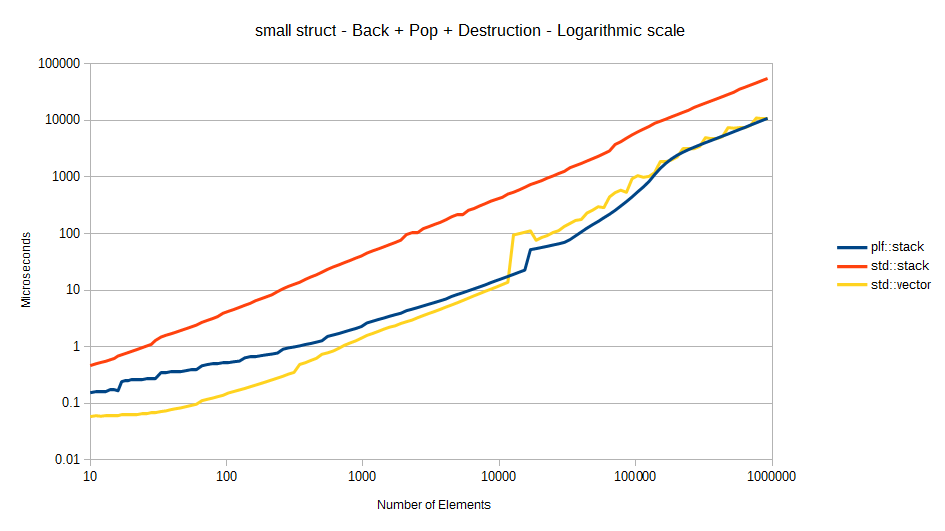 small struct - Back + Pop + Destruction - Logarithmic scale
100000
10000
1000
100
10
1
0.1
0.01
Microseconds
10
100
1000
10000
100000
1000000
Number of Elements
plf::stack
std::stack
std::vector